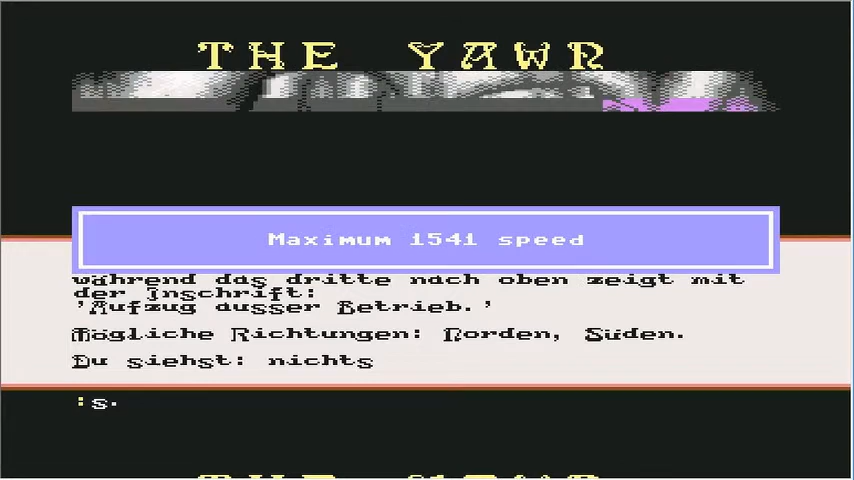 THE YAWN
Maximum 1541 speed
während das dritte nach oben zeigt mit
der Inschrift:
'Aufzug ausser Betrieb.'
Mögliche Richtungen: Norden, Süden.
Du siehst: nichts
:s.